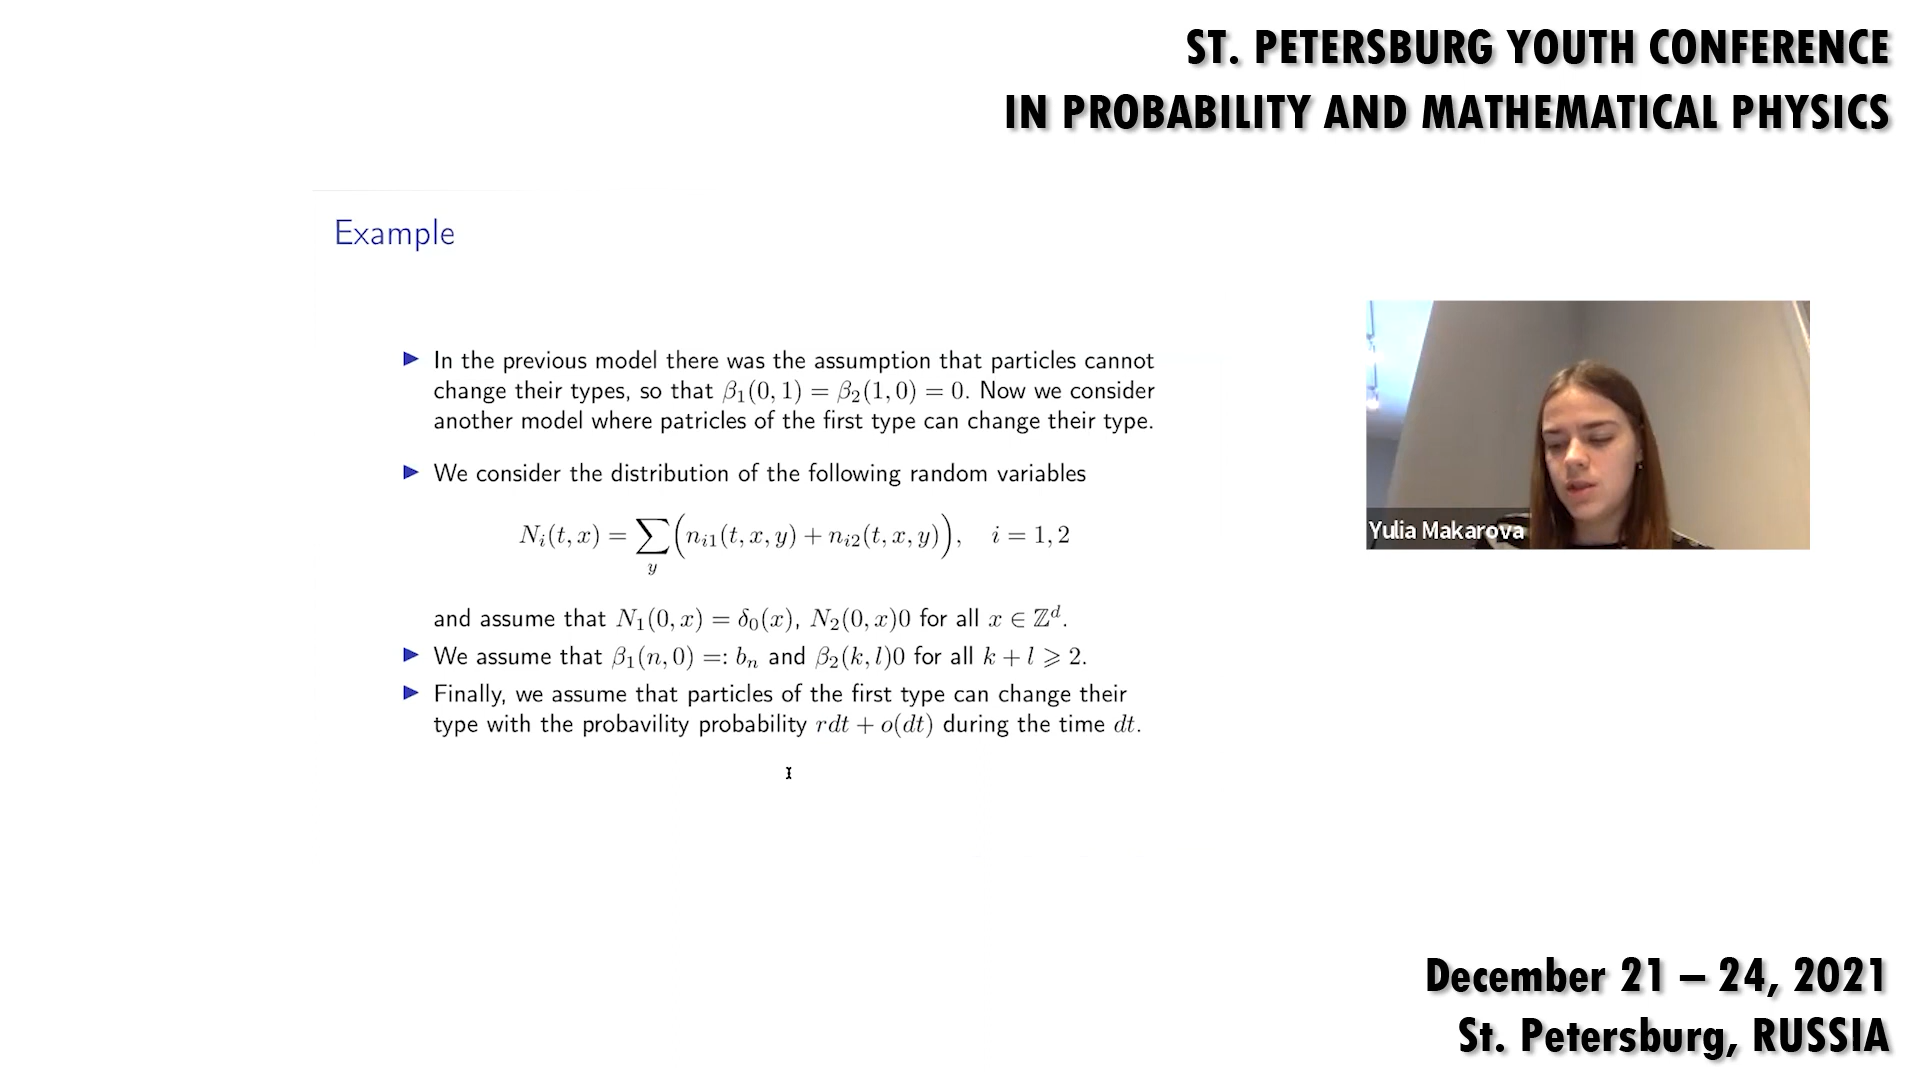 ST. PETERSBURG YOUTH CONFERENCE
IN PROBABILITY AND MATHEMATICAL PHYSICS
Example
▶ In the previous model there was the assumption that particles cannot
change their types, so that β₁(0, 1) = β₂(1, 0) = 0. Now we consider
another model where patricles of the first type can change their type.
▶ We consider the distribution of the following random variables
Nᵢ(t, x) = ∑_y (nᵢ₁(t, x, y) + nᵢ₂(t, x, y)), i = 1, 2
and assume that N₁(0, x) = δ₀(x), N₂(0, x)0 for all x ∈ ℤᵈ.
▶ We assume that β₁(n, 0) =: bₙ and β₂(k, l)0 for all k + l ⩾ 2.
▶ Finally, we assume that particles of the first type can change their
type with the probavility probability rdt + o(dt) during the time dt.
Yulia Makarova
December 21 – 24, 2021
St. Petersburg, RUSSIA